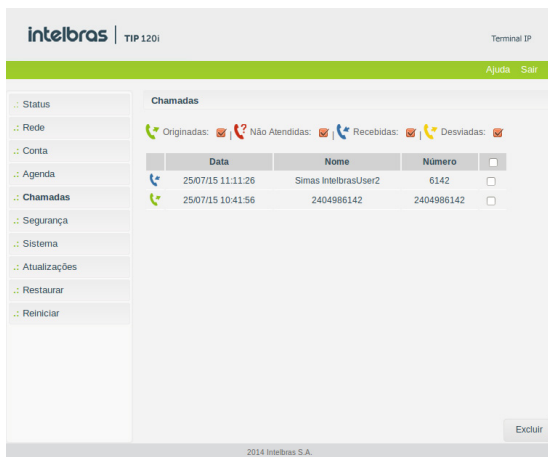 intelbras | TIP 120i
Terminal IP
Ajuda Sair
.: Status
.: Rede
.: Conta
.: Agenda
.: Chamadas
.: Segurança
.: Sistema
.: Atualizações
.: Restaurar
.: Reiniciar
Chamadas
Originadas: | Não Atendidas: | Recebidas: | Desviadas:
Data Nome Número
25/07/15 11:11:26 Simas IntelbrasUser2 6142
25/07/15 10:41:56 2404986142 2404986142
Excluir
2014 Intelbras S.A.